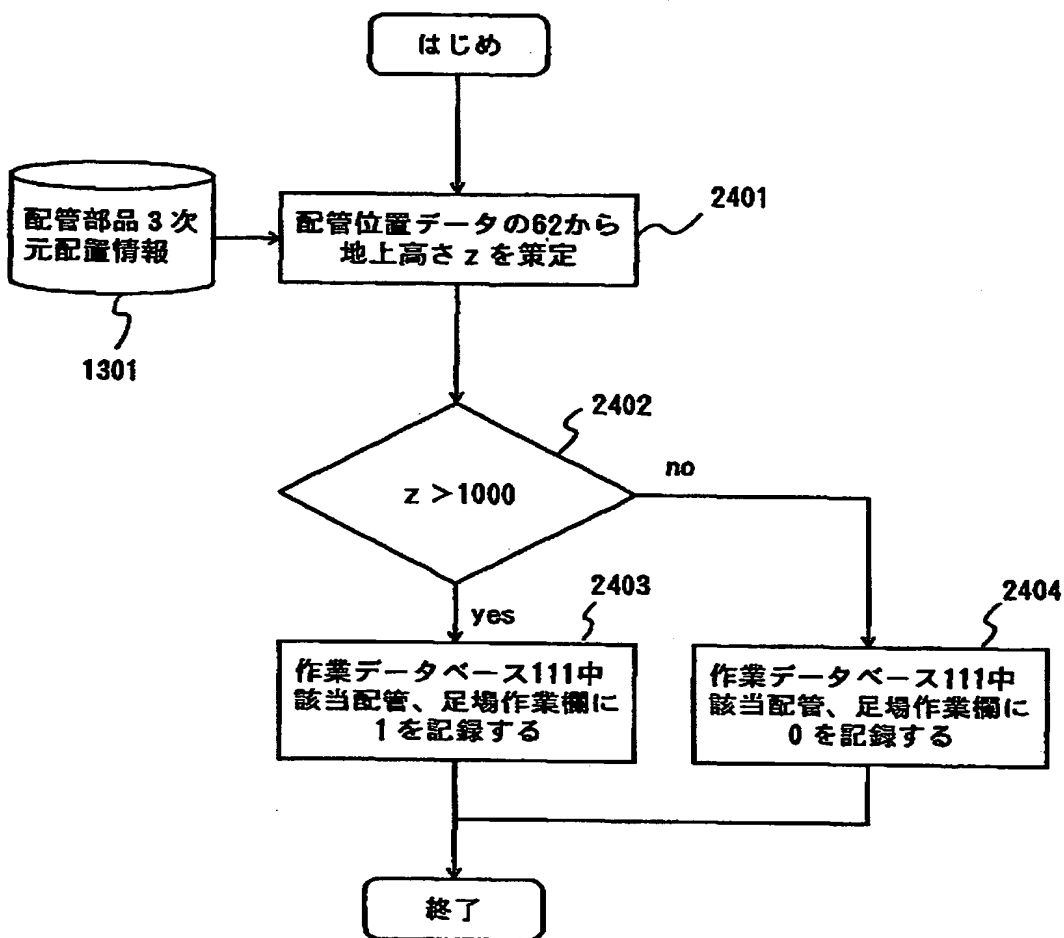 はじめ
配管部品3次
元配置情報
1301
配管位置データの62から
地上高さzを策定
2401
2402
z>1000
no
yes
2403
作業データベース111中
該当配管、足場作業欄に
1を記録する
2404
作業データベース111中
該当配管、足場作業欄に
0を記録する
終了